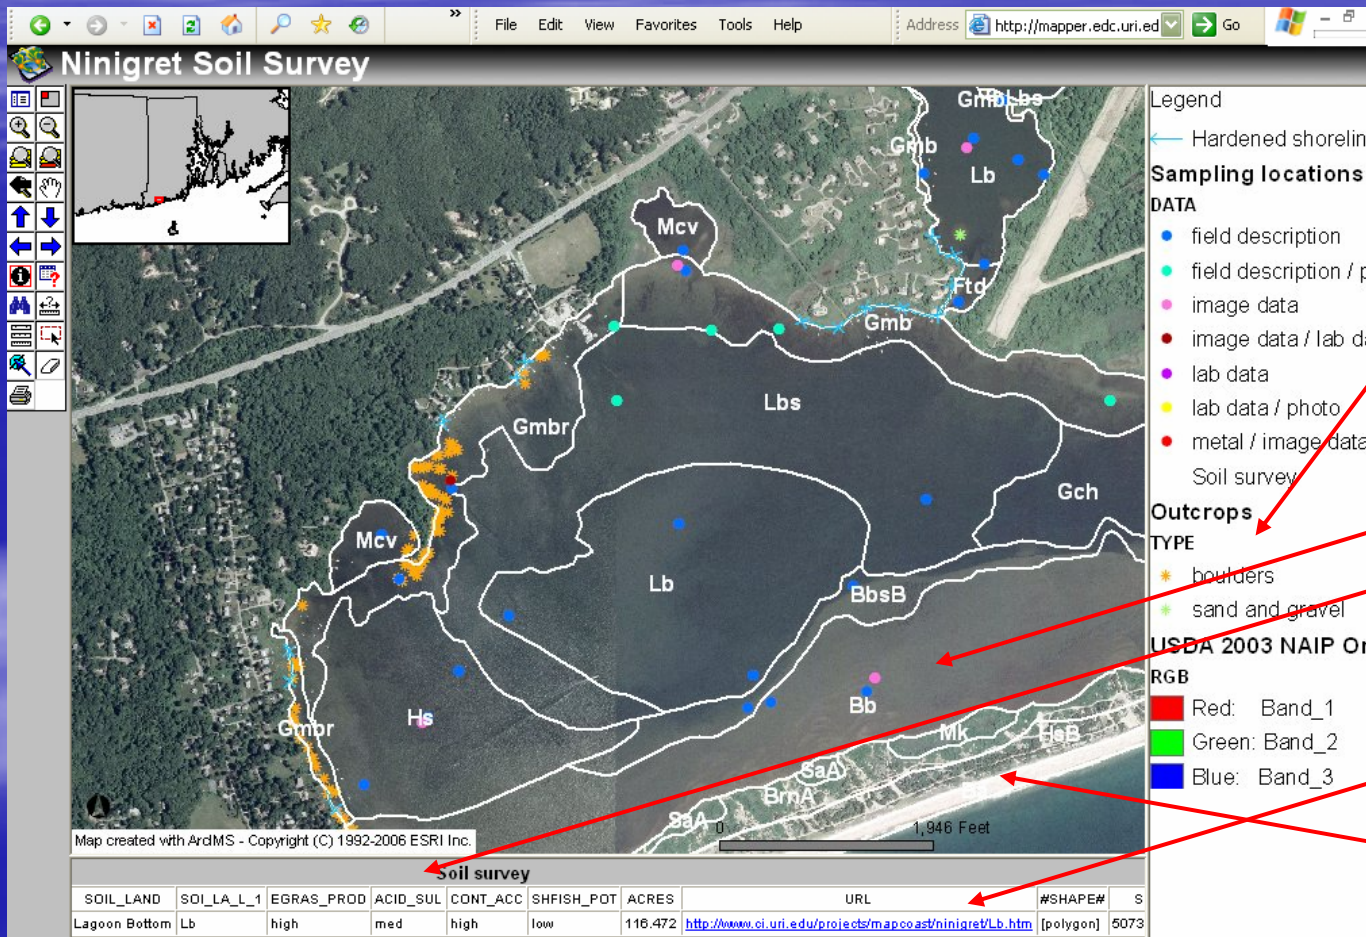 » File Edit View Favorites Tools Help Address http://mapper.edc.uri.ed Go
Ninigret Soil Survey
Legend
Hardened shorelin
Sampling locations
DATA
field description
field description / p
image data
image data / lab da
lab data
lab data / photo
metal / image data
Soil survey
Outcrops
TYPE
boulders
sand and gravel
USDA 2003 NAIP Or
RGB
Red: Band_1
Green: Band_2
Blue: Band_3
Gmb Lbs
Gmb
Lb
Mcv
Ftd
Gmb
Lbs
Gmbr
Gch
Mcv
Lb
BbsB
Bb
Hs
Gmbr
Mk
HsB
SaA
BrnA
SaA
0 1,946 Feet
Map created with ArcIMS - Copyright (C) 1992-2006 ESRI Inc.
Soil survey
SOIL_LAND SOI_LA_L_1 EGRAS_PROD ACID_SUL CONT_ACC SHFISH_POT ACRES URL #SHAPE# S
Lagoon Bottom Lb high med high low 116.472 http://www.ci.uri.edu/projects/mapcoast/ninigret/Lb.htm [polygon] 5073